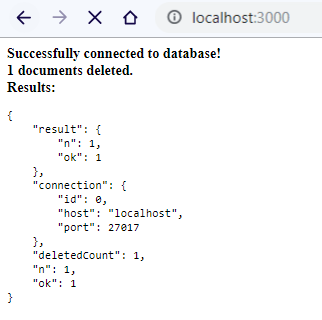 localhost:3000
Successfully connected to database!
1 documents deleted.
Results:
{
    "result": {
        "n": 1,
        "ok": 1
    },
    "connection": {
        "id": 0,
        "host": "localhost",
        "port": 27017
    },
    "deletedCount": 1,
    "n": 1,
    "ok": 1
}